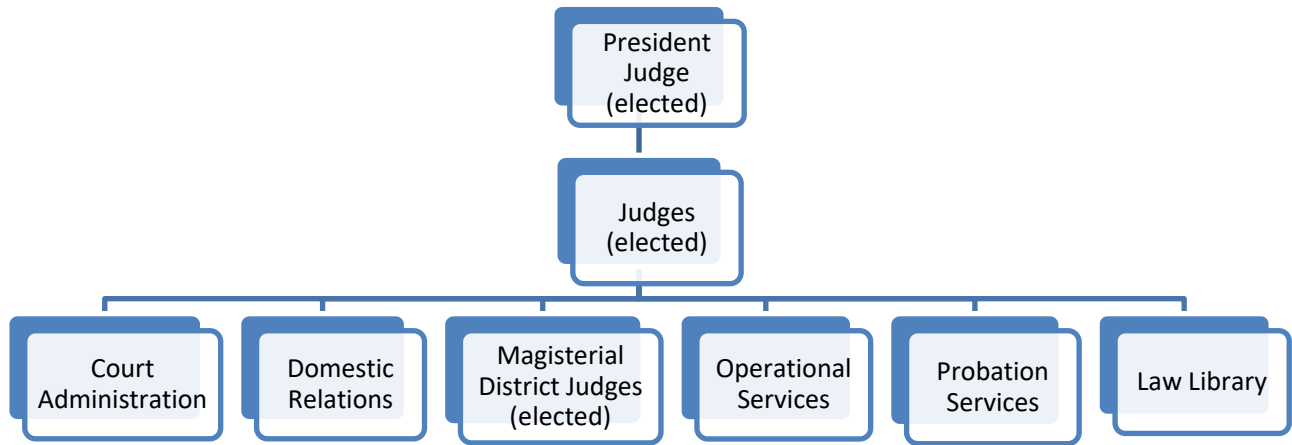 President
Judge
(elected)
Judges
(elected)
Court
Administration
Domestic
Relations
Magisterial
District Judges
(elected)
Operational
Services
Probation
Services
Law Library